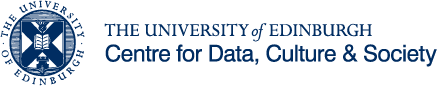 THE UNIVERSITY
OF EDINBURGH
THE UNIVERSITY of EDINBURGH
Centre for Data, Culture & Society